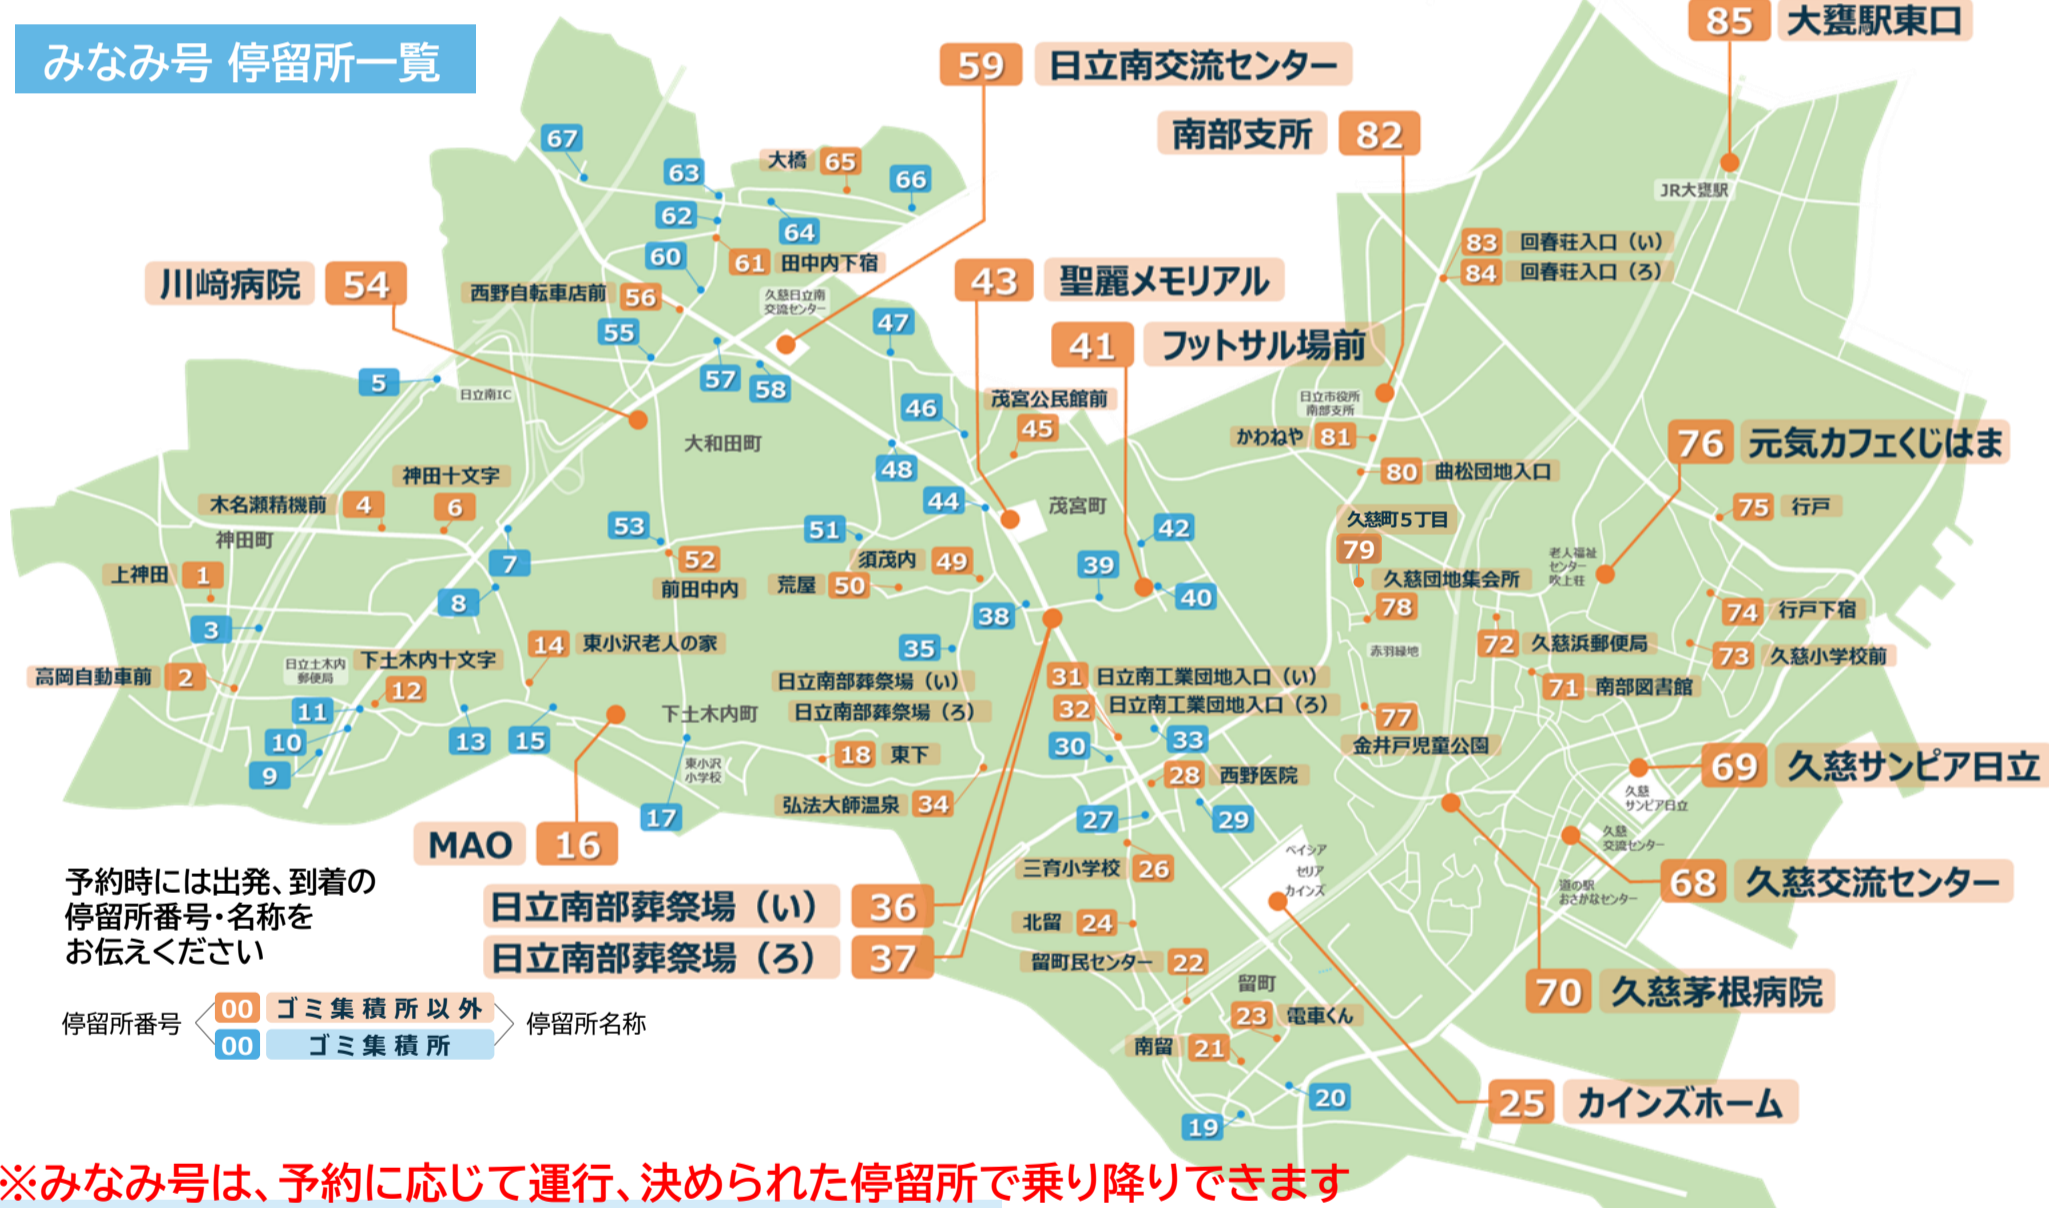 みなみ号 停留所一覧
59 日立南交流センター
85 大甕駅東口
南部支所 82
JR大甕駅
67
63
大橋 65
66
62
64
60
61 田中内下宿
83 回春荘入口（い）
84 回春荘入口（ろ）
川﨑病院 54
西野自転車店前 56
久慈日立南
交流センター
43 聖麗メモリアル
55
47
41 フットサル場前
57
58
5
日立南IC
46
茂宮公民館前
45
日立市役所
南部支所
かわねや 81
大和田町
48
80 曲松団地入口
76 元気カフェくじはま
神田十文字
木名瀬精機前 4
6
神田町
44
茂宮町
75 行戸
久慈町5丁目
79
53
51
42
7
52
前田中内
須茂内 49
39
老人福祉
センター
吹上荘
上神田 1
荒屋 50
久慈団地集会所
78
8
38
40
74 行戸下宿
3
14 東小沢老人の家
35
赤羽緑地
72 久慈浜郵便局
73 久慈小学校前
高岡自動車前 2
日立土木内
郵便局
下土木内十文字
12
日立南部葬祭場（い）
日立南部葬祭場（ろ）
31 日立南工業団地入口（い）
32 日立南工業団地入口（ろ）
71 南部図書館
11
下土木内町
77
金井戸児童公園
10
13
15
30
33
9
18 東下
28 西野医院
69 久慈サンピア日立
東小沢
小学校
久慈
サンピア日立
17
弘法大師温泉 34
27
29
MAO 16
久慈
交流センター
予約時には出発、到着の
停留所番号・名称を
お伝えください
三育小学校 26
ベイシア
セリア
カインズ
68 久慈交流センター
道の駅
おさかなセンター
日立南部葬祭場（い） 36
北留 24
日立南部葬祭場（ろ） 37
留町民センター 22
留町
70 久慈茅根病院
停留所番号
00 ゴミ集積所以外
00 ゴミ集積所
停留所名称
23 電車くん
南留 21
20
19
25 カインズホーム
※みなみ号は、予約に応じて運行、決められた停留所で乗り降りできます